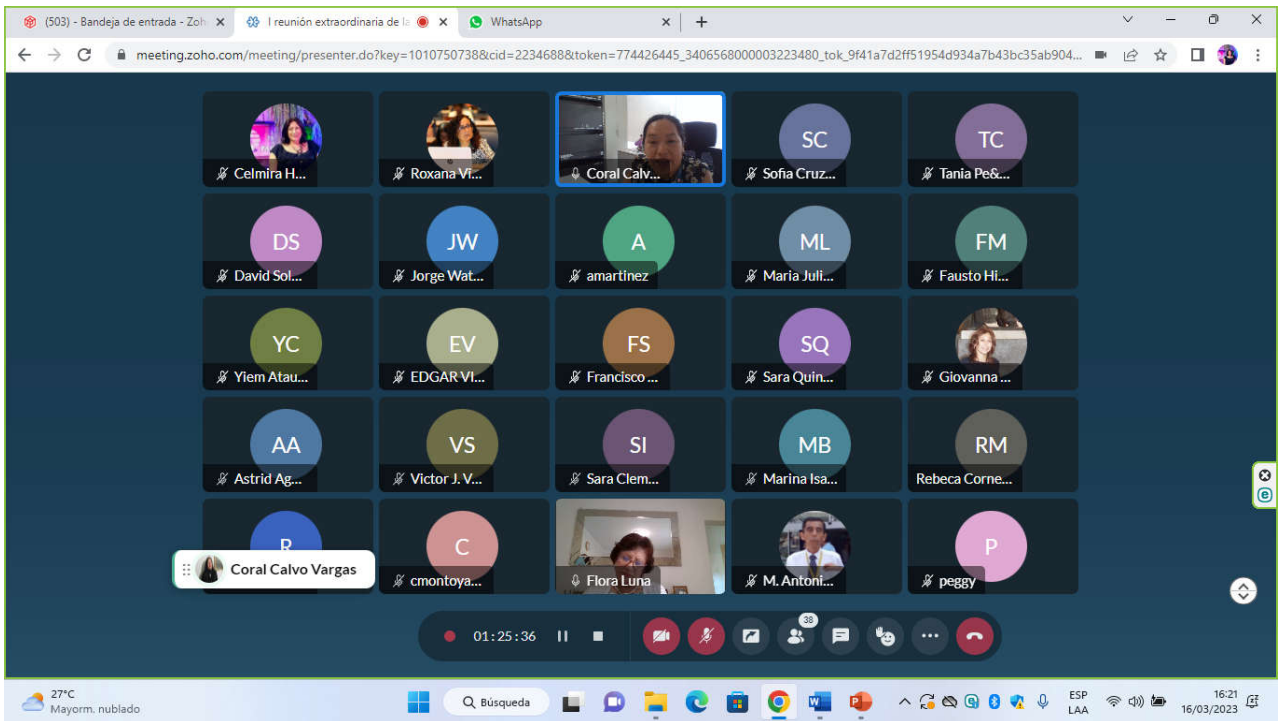 (503) - Bandeja de entrada - Zoh
I reunión extraordinaria de la
WhatsApp
meeting.zoho.com/meeting/presenter.do?key=1010750738&cid=2234688&token=774426445_3406568000003223480_tok_9f41a7d2ff51954d934a7b43bc35ab904...
Celmira H...
Roxana Vi...
Coral Calv...
SC
Sofia Cruz...
TC
Tania Pe&...
DS
David Sol...
JW
Jorge Wat...
A
amartinez
ML
Maria Juli...
FM
Fausto Hi...
YC
Yiem Atau...
EV
EDGAR VI...
FS
Francisco ...
SQ
Sara Quin...
Giovanna ...
AA
Astrid Ag...
VS
Victor J. V...
SI
Sara Clem...
MB
Marina Isa...
RM
Rebeca Corne...
R
Coral Calvo Vargas
C
cmontoya...
Flora Luna
M. Antoni...
P
peggy
01:25:36
38
27°C
Mayorm. nublado
Búsqueda
ESP
LAA
16:21
16/03/2023